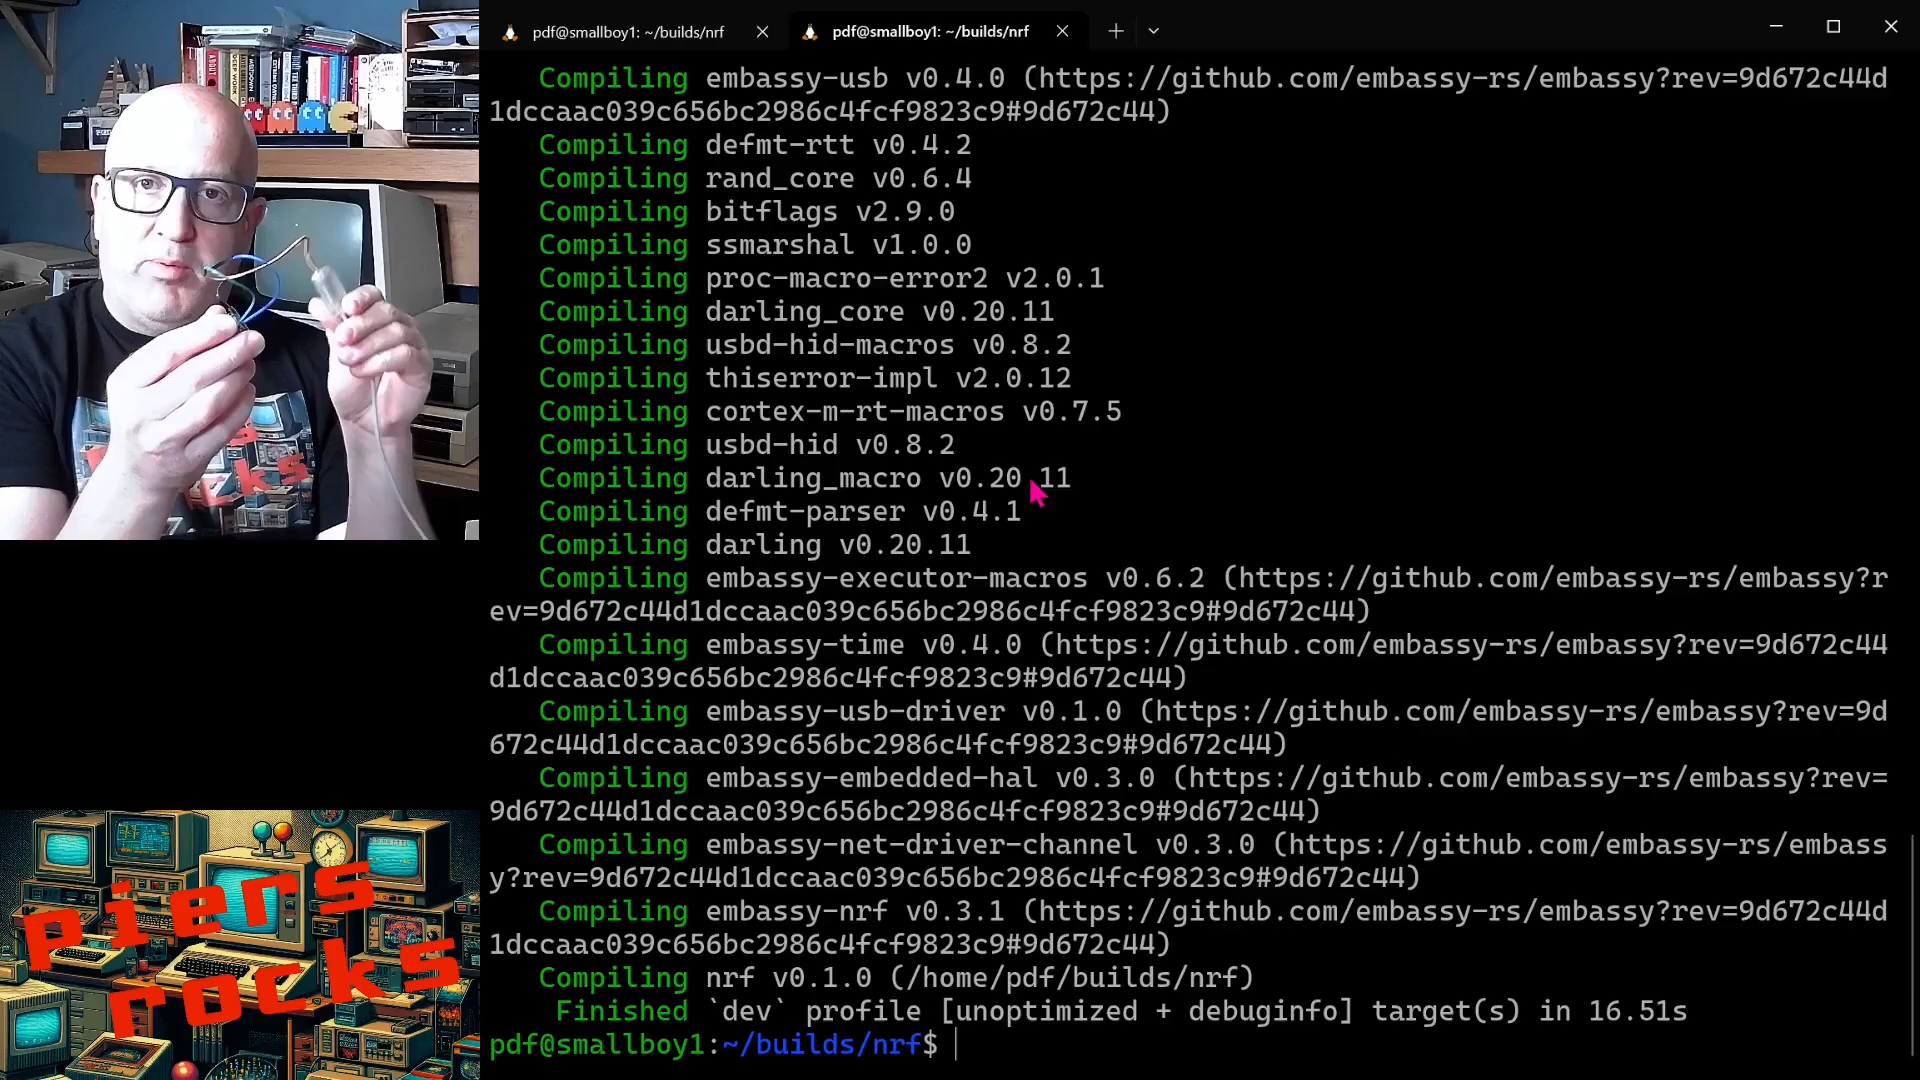 pdf@smallboy1: ~/builds/nrf
pdf@smallboy1: ~/builds/nrf
Compiling embassy-usb v0.4.0 (https://github.com/embassy-rs/embassy?rev=9d672c44d
1dccaac039c656bc2986c4fcf9823c9#9d672c44)
Compiling defmt-rtt v0.4.2
Compiling rand_core v0.6.4
Compiling bitflags v2.9.0
Compiling ssmarshal v1.0.0
Compiling proc-macro-error2 v2.0.1
Compiling darling_core v0.20.11
Compiling usbd-hid-macros v0.8.2
Compiling thiserror-impl v2.0.12
Compiling cortex-m-rt-macros v0.7.5
Compiling usbd-hid v0.8.2
Compiling darling_macro v0.20.11
Compiling defmt-parser v0.4.1
Compiling darling v0.20.11
Compiling embassy-executor-macros v0.6.2 (https://github.com/embassy-rs/embassy?r
ev=9d672c44d1dccaac039c656bc2986c4fcf9823c9#9d672c44)
Compiling embassy-time v0.4.0 (https://github.com/embassy-rs/embassy?rev=9d672c44
d1dccaac039c656bc2986c4fcf9823c9#9d672c44)
Compiling embassy-usb-driver v0.1.0 (https://github.com/embassy-rs/embassy?rev=9d
672c44d1dccaac039c656bc2986c4fcf9823c9#9d672c44)
Compiling embassy-embedded-hal v0.3.0 (https://github.com/embassy-rs/embassy?rev=
9d672c44d1dccaac039c656bc2986c4fcf9823c9#9d672c44)
Compiling embassy-net-driver-channel v0.3.0 (https://github.com/embassy-rs/embass
y?rev=9d672c44d1dccaac039c656bc2986c4fcf9823c9#9d672c44)
Compiling embassy-nrf v0.3.1 (https://github.com/embassy-rs/embassy?rev=9d672c44d
1dccaac039c656bc2986c4fcf9823c9#9d672c44)
Compiling nrf v0.1.0 (/home/pdf/builds/nrf)
Finished `dev` profile [unoptimized + debuginfo] target(s) in 16.51s
pdf@smallboy1:~/builds/nrf$
piers
rocks